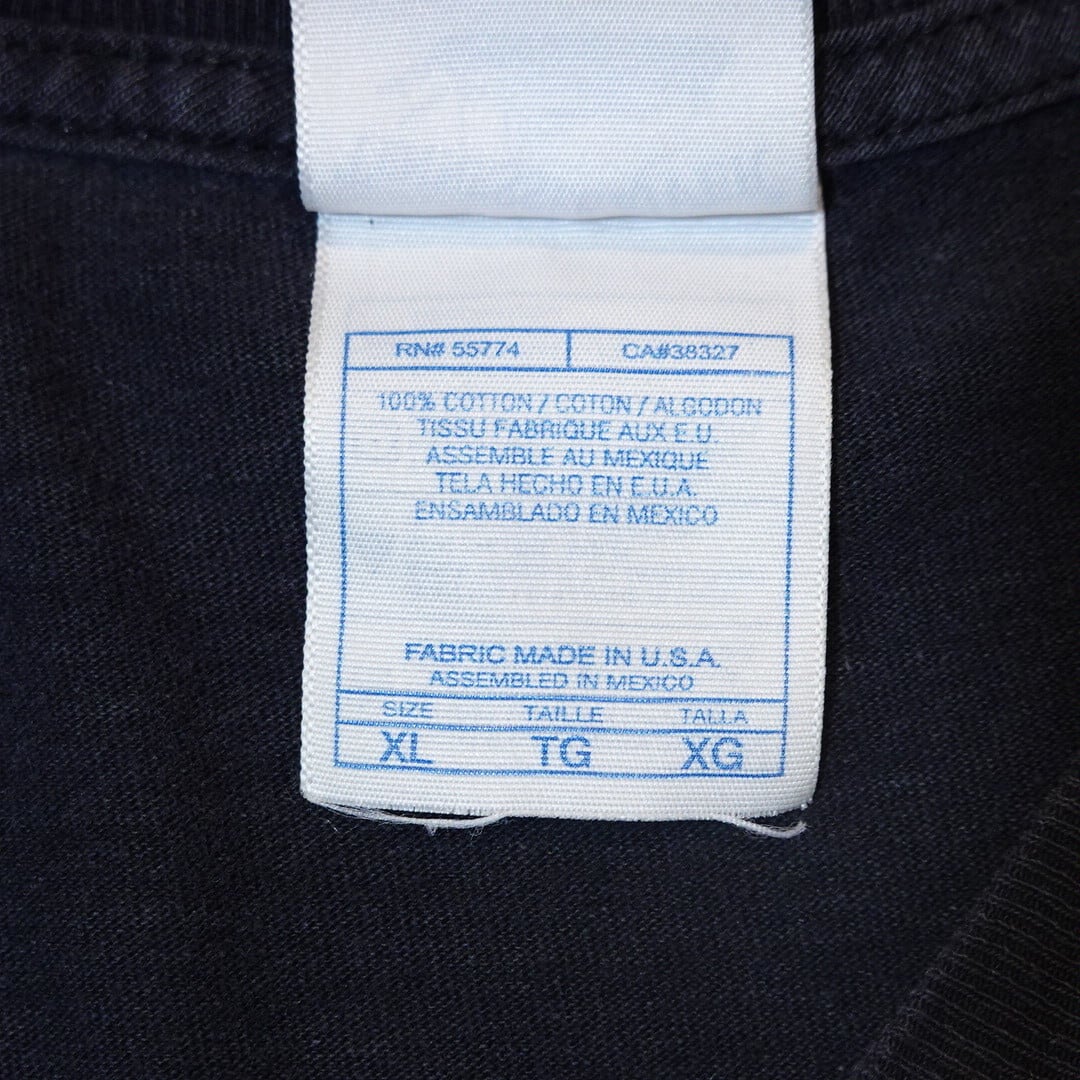 RN# 55774
CA#38327
100% COTTON / COTON / ALGODON
TISSU FABRIQUE AUX E.U.
ASSEMBLE AU MEXIQUE
TELA HECHO EN E.U.A.
ENSAMBLADO EN MEXICO
FABRIC MADE IN U.S.A.
ASSEMBLED IN MEXICO
SIZE TAILLE TALLA
XL TG XG